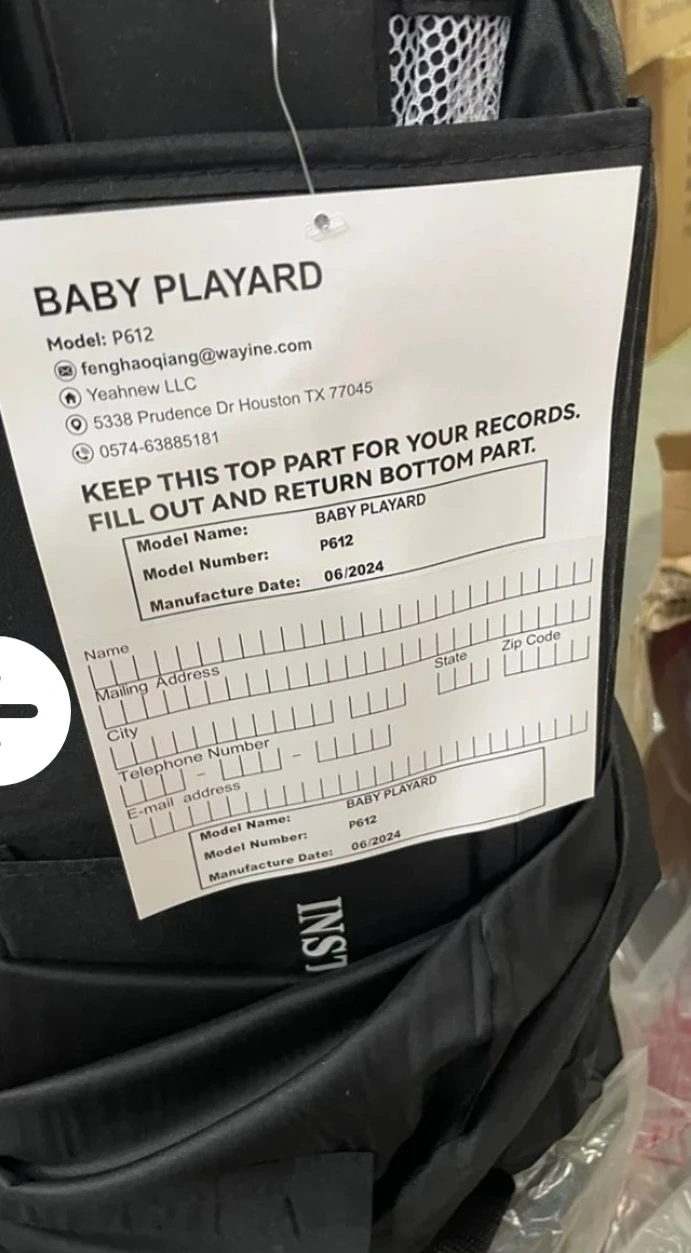 BABY PLAYARD
Model: P612
fenghaoqiang@wayine.com
Yeahnew LLC
5338 Prudence Dr Houston TX 77045
0574-63885181
KEEP THIS TOP PART FOR YOUR RECORDS.
FILL OUT AND RETURN BOTTOM PART.
Model Name: BABY PLAYARD
Model Number: P612
Manufacture Date: 06/2024
Name
Mailing Address
City State Zip Code
Telephone Number
– –
E-mail address
Model Name: BABY PLAYARD
Model Number: P612
Manufacture Date: 06/2024
INST